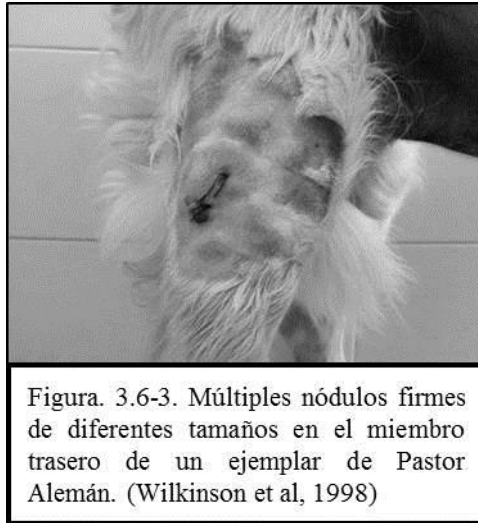 Figura. 3.6-3. Múltiples nódulos firmes
de diferentes tamaños en el miembro
trasero de un ejemplar de Pastor
Alemán. (Wilkinson et al, 1998)